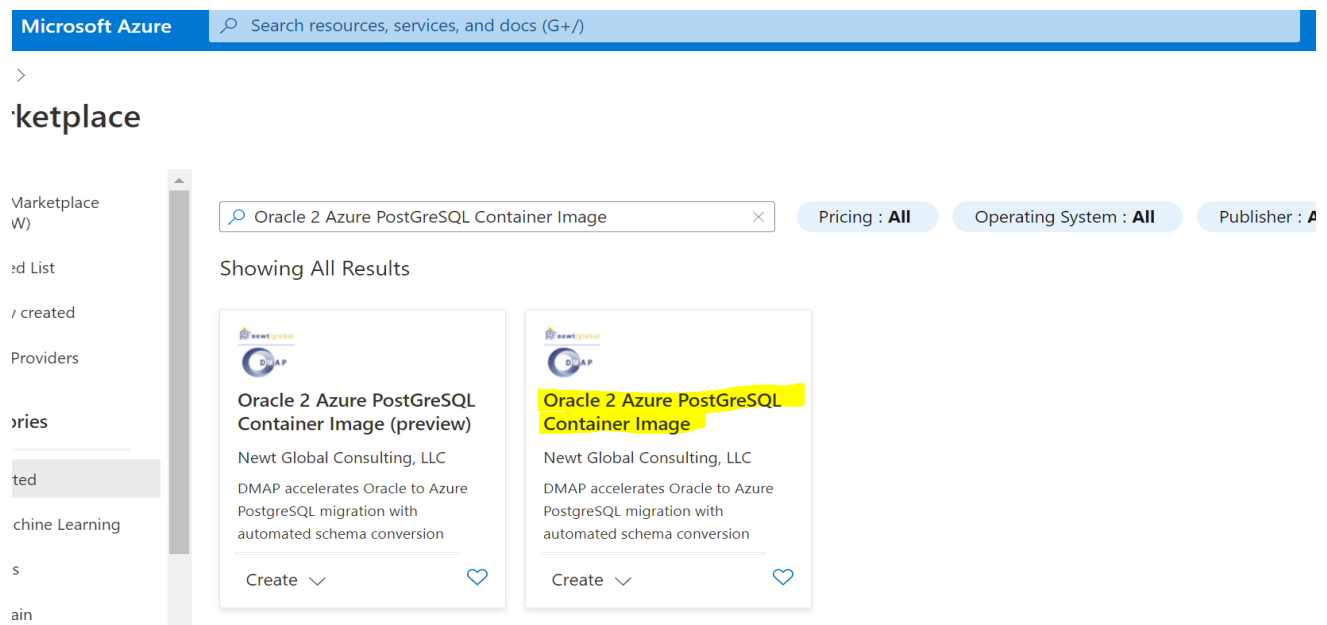 Microsoft Azure
Search resources, services, and docs (G+/)
rketplace
Marketplace
W)
ed List
y created
Providers
ories
rted
chine Learning
s
ain
Oracle 2 Azure PostGreSQL Container Image
Pricing : All
Operating System : All
Publisher : A
Showing All Results
newt|global
DMAP
Oracle 2 Azure PostGreSQL
Container Image (preview)
Newt Global Consulting, LLC
DMAP accelerates Oracle to Azure
PostgreSQL migration with
automated schema conversion
Create
newt|global
DMAP
Oracle 2 Azure PostGreSQL
Container Image
Newt Global Consulting, LLC
DMAP accelerates Oracle to Azure
PostgreSQL migration with
automated schema conversion
Create